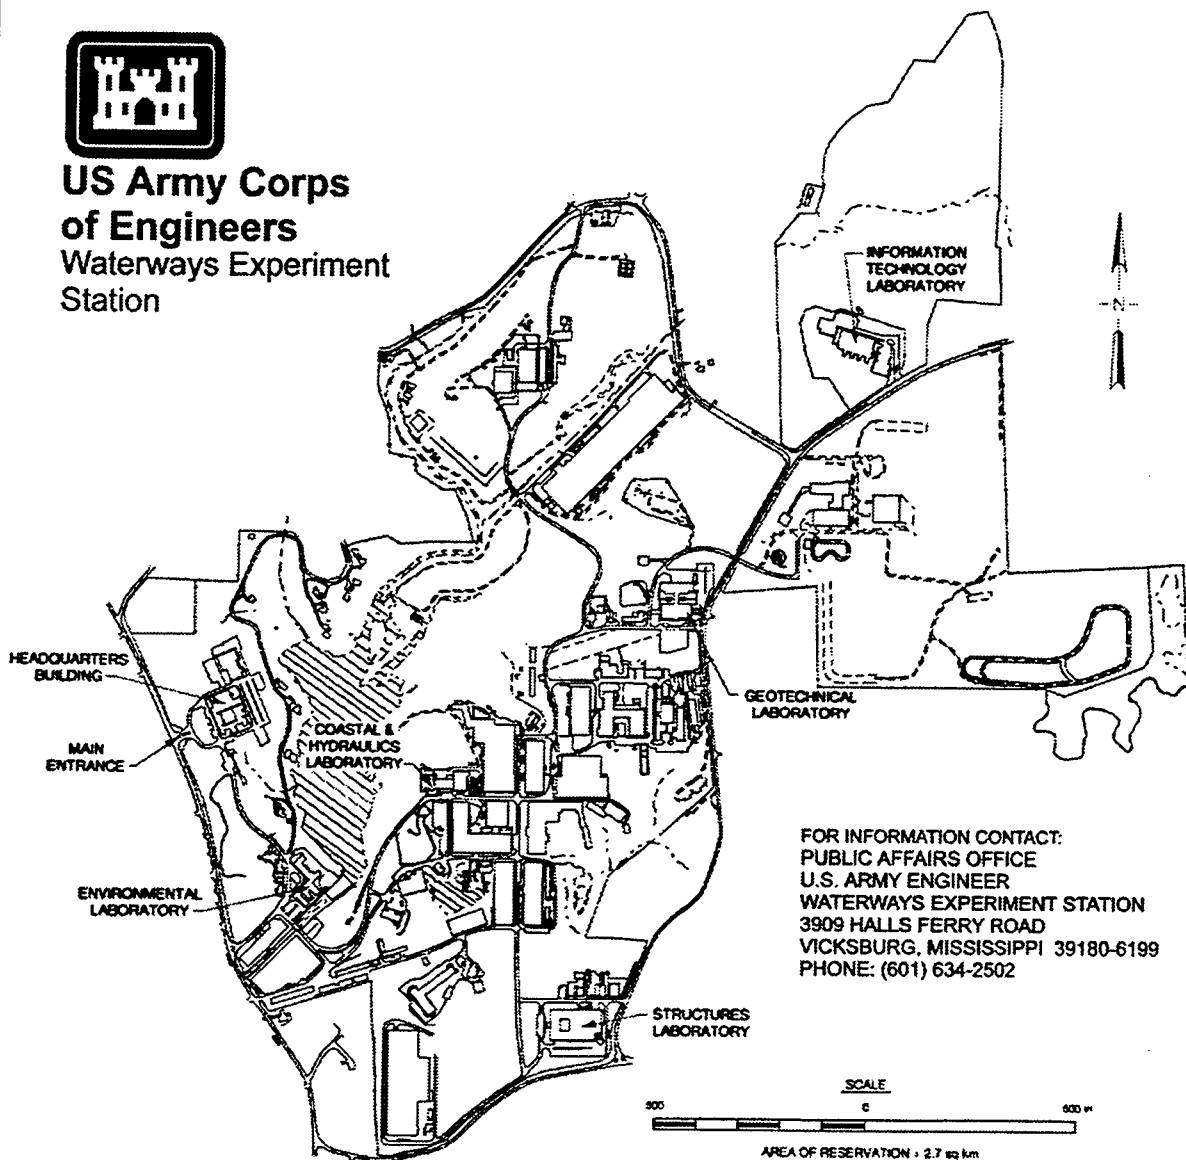 US Army Corps
of Engineers
Waterways Experiment
Station
INFORMATION
TECHNOLOGY
LABORATORY
N
HEADQUARTERS
BUILDING
MAIN
ENTRANCE
COASTAL &
HYDRAULICS
LABORATORY
GEOTECHNICAL
LABORATORY
ENVIRONMENTAL
LABORATORY
FOR INFORMATION CONTACT:
PUBLIC AFFAIRS OFFICE
U.S. ARMY ENGINEER
WATERWAYS EXPERIMENT STATION
3909 HALLS FERRY ROAD
VICKSBURG, MISSISSIPPI 39180-6199
PHONE: (601) 634-2502
STRUCTURES
LABORATORY
SCALE
AREA OF RESERVATION : 2.7 sq km